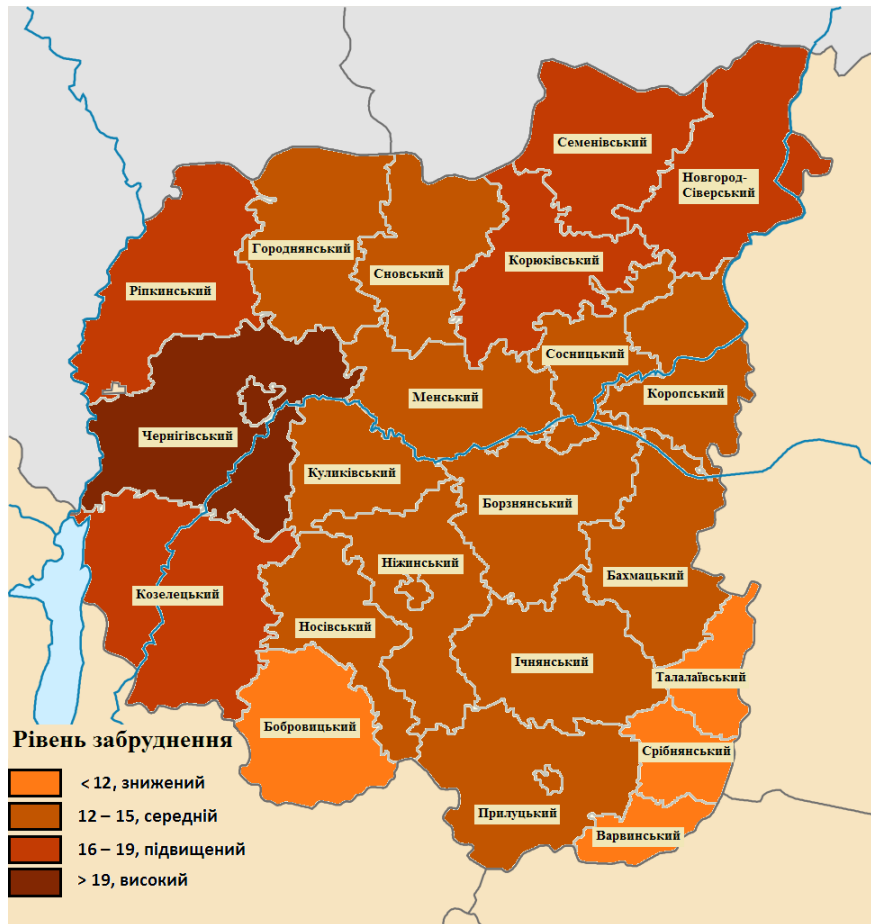 Семенівський
Новгород-
Сіверський
Городнянський
Корюківський
Сновський
Ріпкинський
Сосницький
Коропський
Менський
Чернігівський
Куликівський
Борзнянський
Ніжинський
Бахмацький
Козелецький
Носівський
Ічнянський
Талалаївський
Бобровицький
Срібнянський
Прилуцький
Варвинський
Рівень забруднення
< 12, знижений
12 – 15, середній
16 – 19, підвищений
> 19, високий